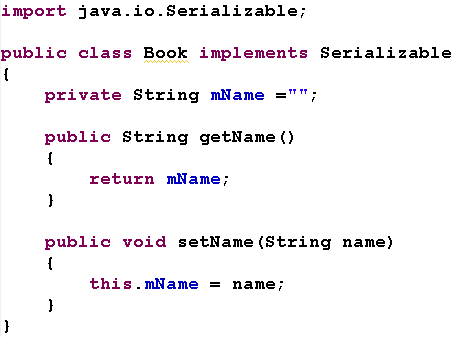 import java.io.Serializable;
public class Book implements Serializable
{
    private String mName ="";
    public String getName()
    {
        return mName;
    }
    public void setName(String name)
    {
        this.mName = name;
    }
}